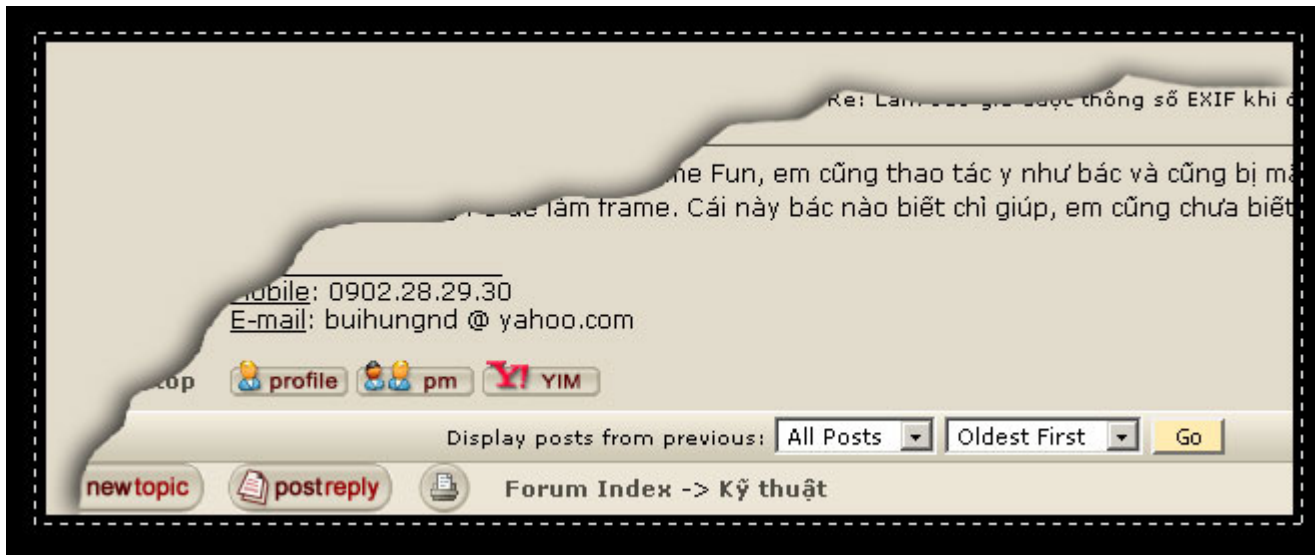 Re: Làm sao giữ được thông số EXIF khi
me Fun, em cũng thao tác y như bác và cũng bị
để làm frame. Cái này bác nào biết chỉ giúp, em cũng chưa biết
Mobile: 0902.28.29.30
E-mail: buihungnd @ yahoo.com
top profile pm Y! YIM
Display posts from previous: All Posts Oldest First Go
newtopic postreply Forum Index -> Kỹ thuật